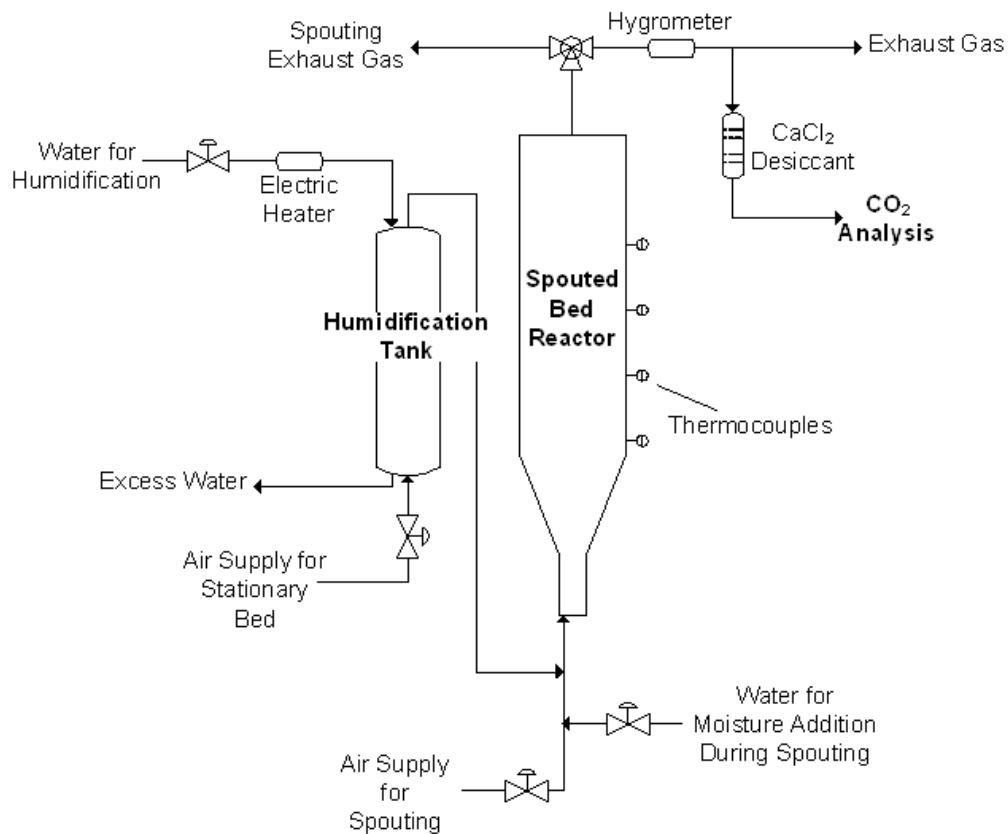 Spouting
Exhaust Gas
Hygrometer
Exhaust Gas
CaCl₂
Desiccant
CO₂
Analysis
Water for
Humidification
Electric
Heater
Humidification
Tank
Spouted
Bed
Reactor
Thermocouples
Excess Water
Air Supply for
Stationary
Bed
Water for
Moisture Addition
During Spouting
Air Supply
for
Spouting